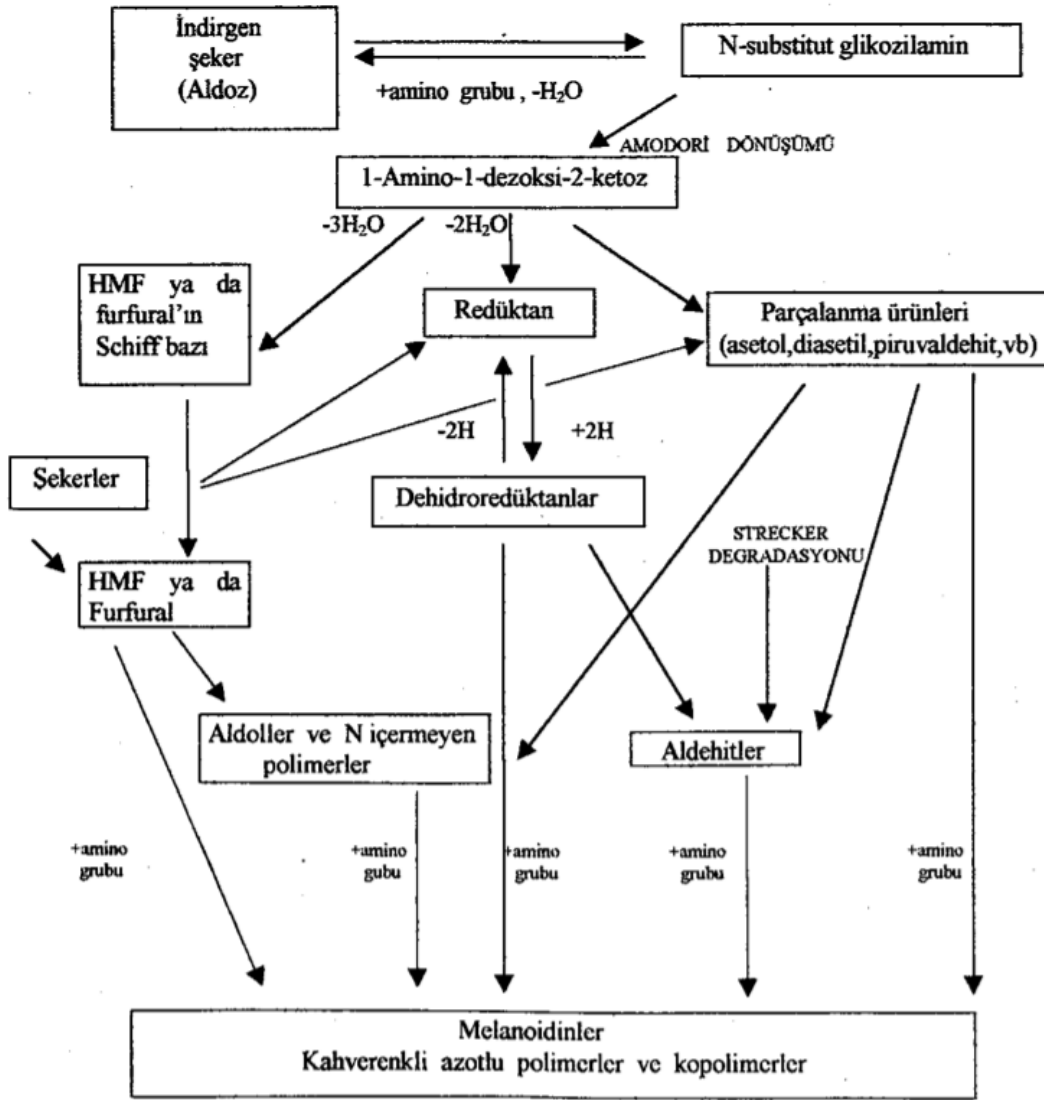 İndirgen
şeker
(Aldoz)
N-substitut glikozilamin
+amino grubu , -H₂O
AMODORİ DÖNÜŞÜMÜ
1-Amino-1-dezoksi-2-ketoz
-3H₂O
-2H₂O
HMF ya da
furfural'ın
Schiff bazı
Redüktan
Parçalanma ürünleri
(asetol,diasetil,piruvaldehit,vb)
-2H
+2H
Şekerler
Dehidroredüktanlar
STRECKER
DEGRADASYONU
HMF ya da
Furfural
Aldoller ve N içermeyen
polimerler
Aldehitler
+amino
grubu
+amino
gubu
+amino
grubu
+amino
grubu
+amino
grubu
Melanoidinler
Kahverenkli azotlu polimerler ve kopolimerler